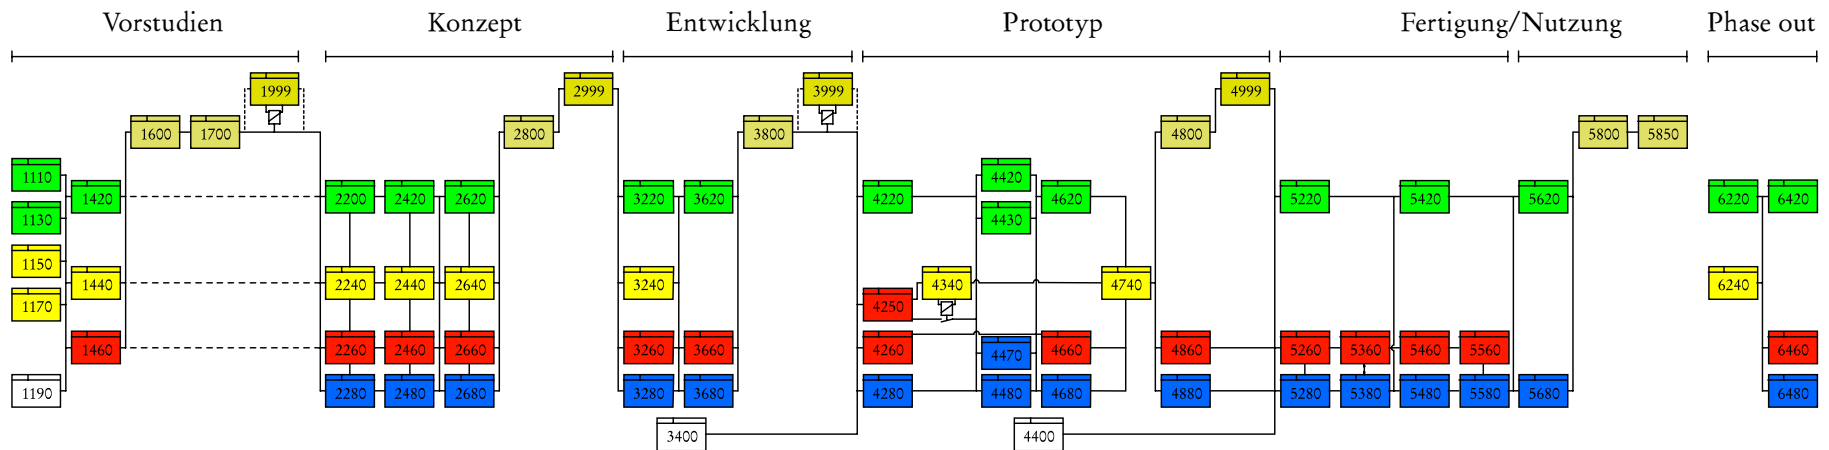 Vorstudien Konzept Entwicklung Prototyp Fertigung/Nutzung Phase out
1999 2999 3999 4999
1600 1700 2800 3800 4800 5800 5850
1110 4420
1420 2200 2420 2620 3220 3620 4220 4620 5220 5420 5620 6220 6420
1130 4430
1150
1440 2240 2440 2640 3240 4340 4740 6240
1170 4250
1460 2260 2460 2660 3260 3660 4260 4660 4860 5260 5360 5460 5560 6460
4470
1190 2280 2480 2680 3280 3680 4280 4480 4680 4880 5280 5380 5480 5580 5680 6480
3400 4400